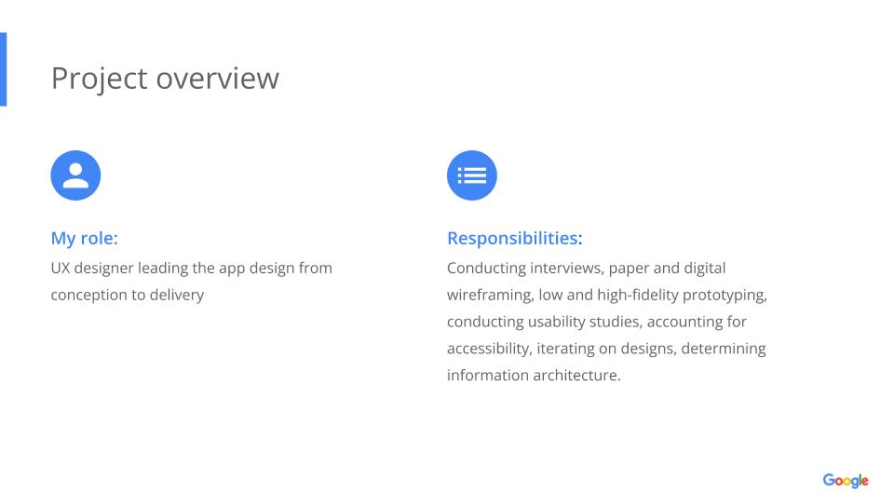 Project overview
My role:
UX designer leading the app design from
conception to delivery
Responsibilities:
Conducting interviews, paper and digital
wireframing, low and high-fidelity prototyping,
conducting usability studies, accounting for
accessibility, iterating on designs, determining
information architecture.
Google